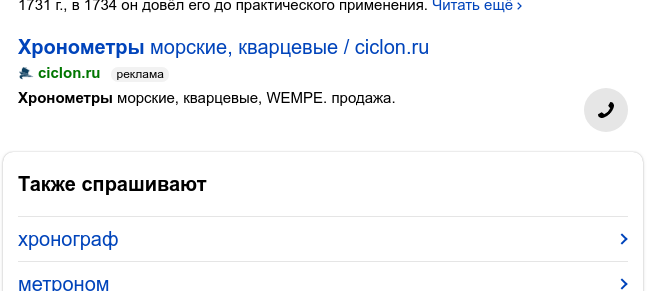 1731 г., в 1734 он довёл его до практического применения. Читать ещё ›
Хронометры морские, кварцевые / ciclon.ru
ciclon.ru реклама
Хронометры морские, кварцевые, WEMPE. продажа.
Также спрашивают
хронограф
метроном